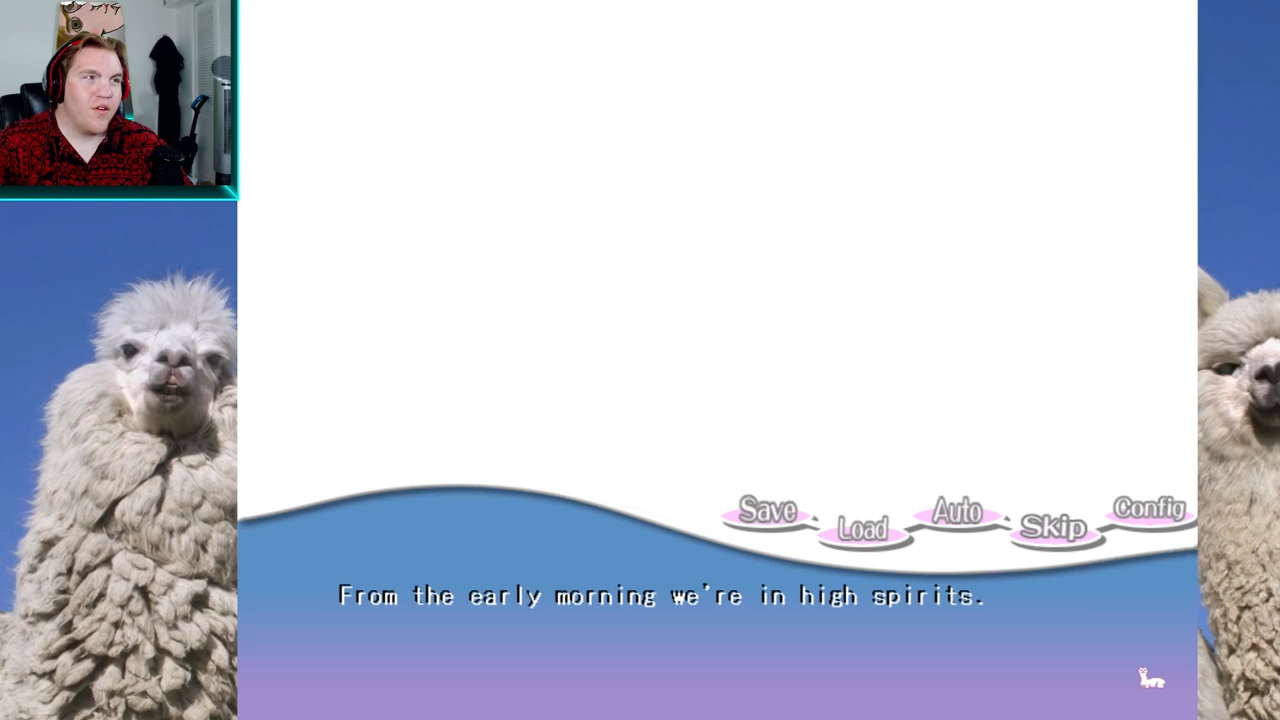 Save
Load
Auto
Skip
Config
From the early morning we're in high spirits.